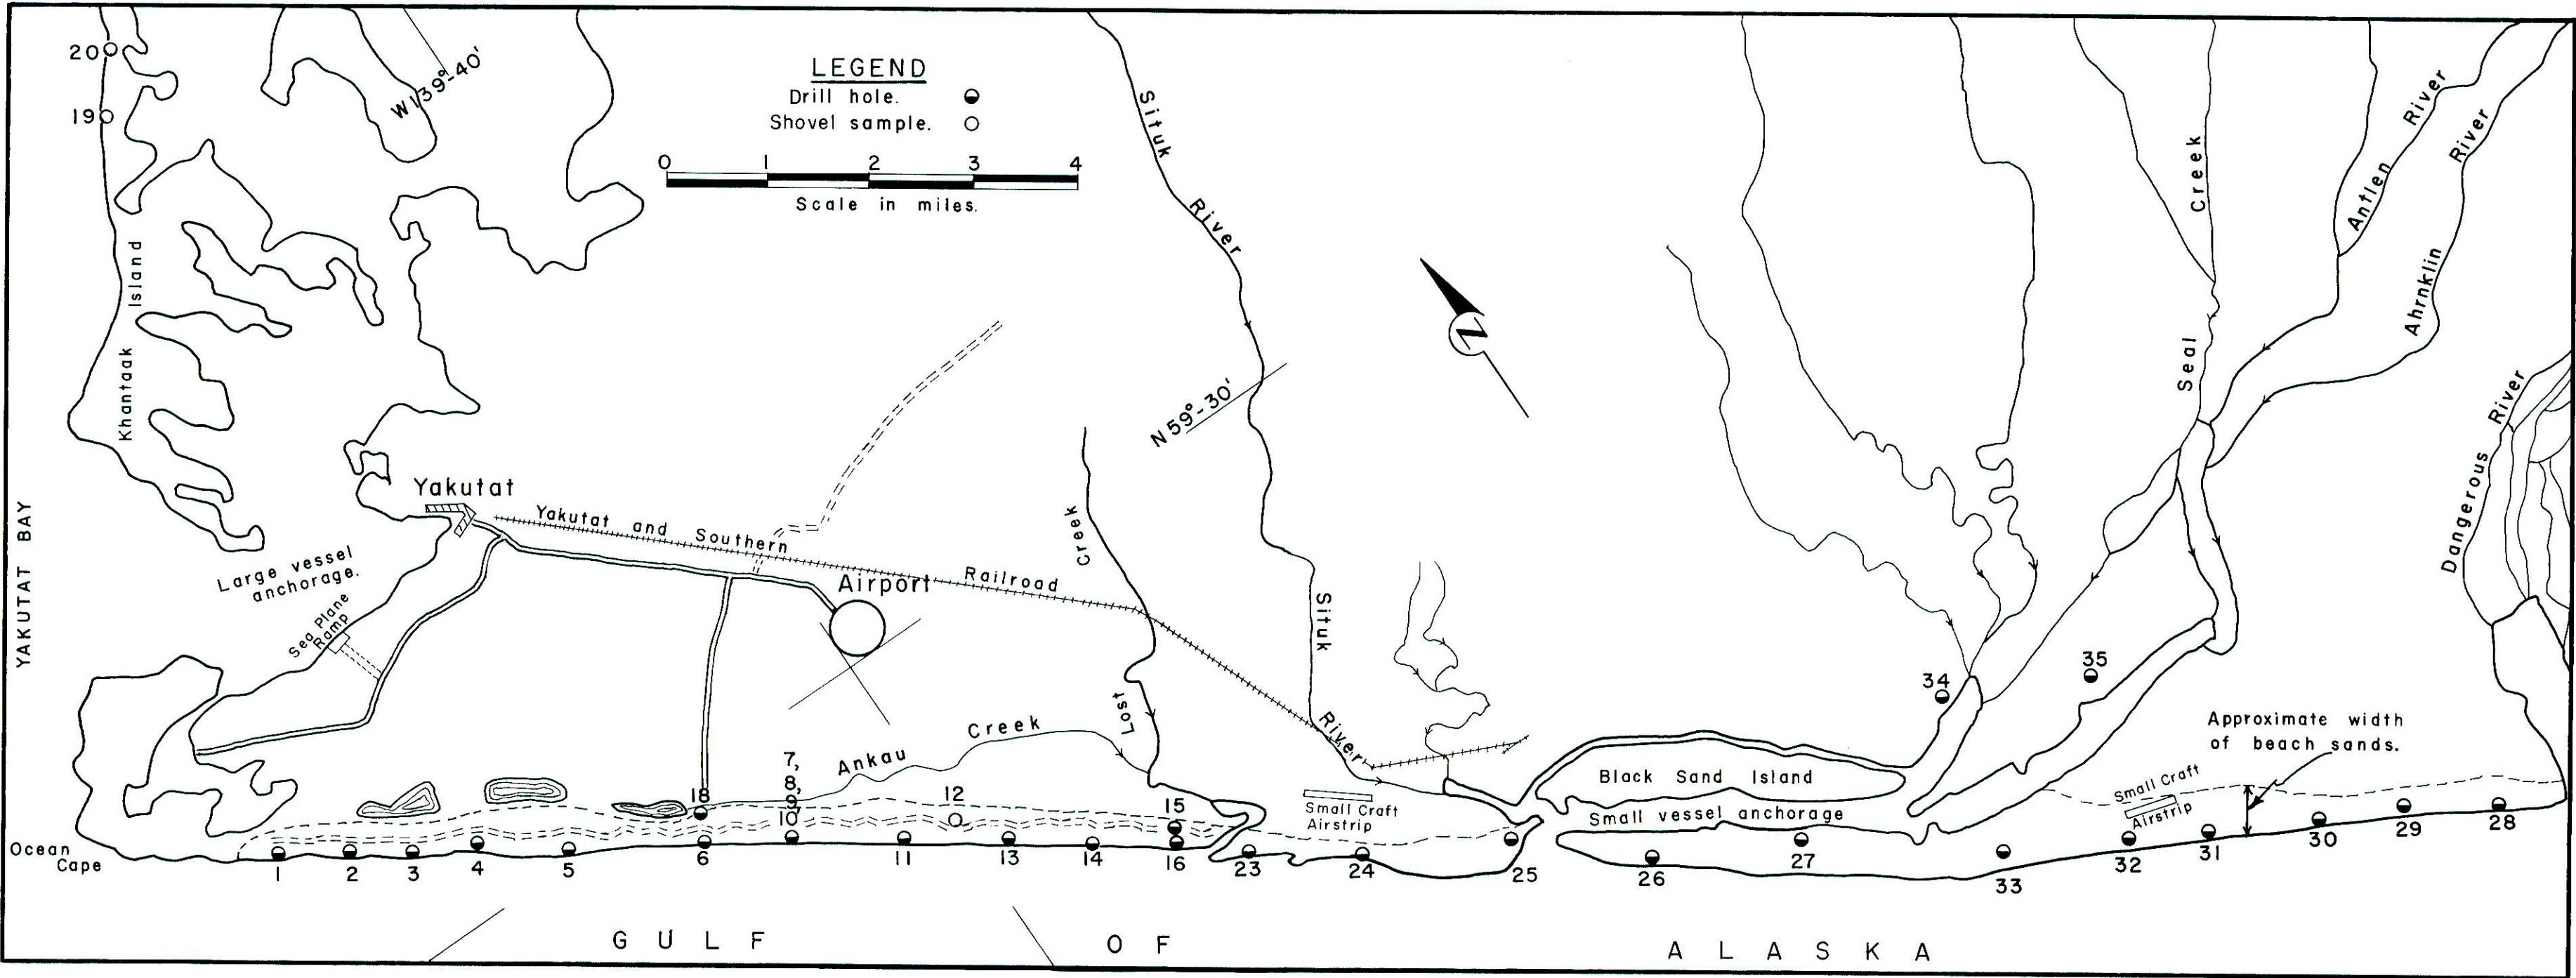 20
19
W139°-40'
LEGEND
Drill hole.
Shovel sample.
0 1 2 3 4
Scale in miles.
Khantaak Island
Situk River
N59°-30'
N
Seal Creek
Antlen River
Ahrnklin River
Dangerous River
YAKUTAT BAY
Yakutat
Yakutat and Southern Railroad
Large vessel
anchorage.
Sea Plane
Ramp
Airport
Lost Creek
Situk River
Ankau Creek
34
35
Approximate width
of beach sands.
Black Sand Island
Small vessel anchorage
Small Craft
Airstrip
Small Craft
Airstrip
7,
8,
9,
10
18
12
15
Ocean
Cape
1 2 3 4 5 6 11 13 14 16 23 24 25 26 27 33 32 31 30 29 28
GULF OF ALASKA